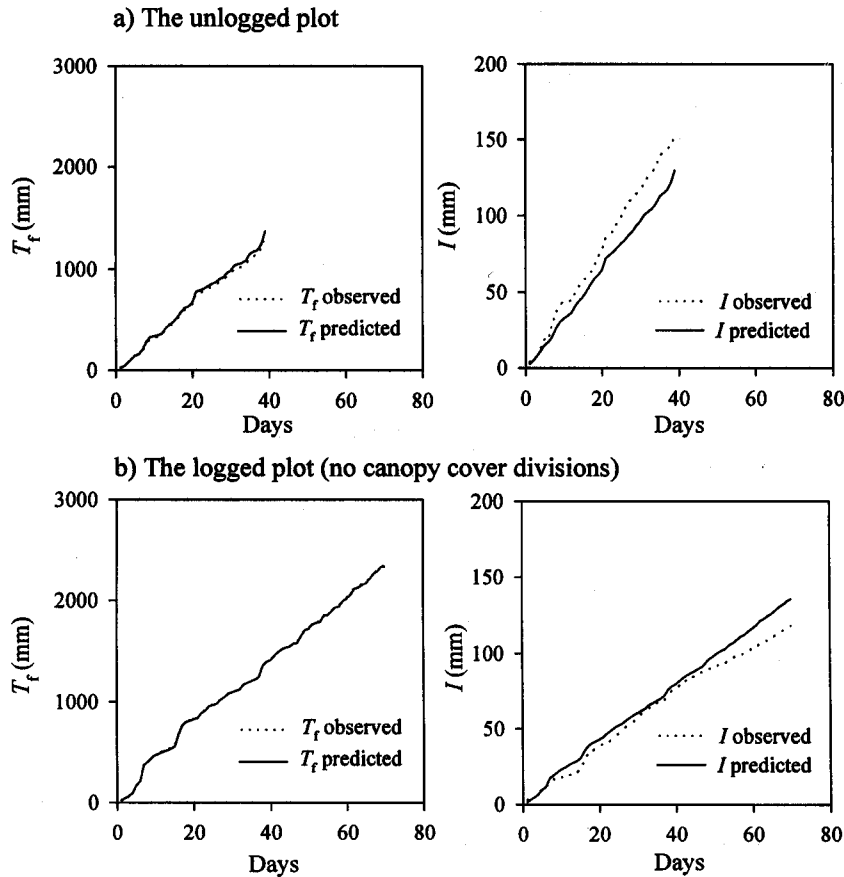 a) The unlogged plot
3000
2000
1000
0
T_f (mm)
0 20 40 60 80
Days
T_f observed
T_f predicted
200
150
100
50
0
I (mm)
0 20 40 60 80
Days
I observed
I predicted
b) The logged plot (no canopy cover divisions)
3000
2000
1000
0
T_f (mm)
0 20 40 60 80
Days
T_f observed
T_f predicted
200
150
100
50
0
I (mm)
0 20 40 60 80
Days
I observed
I predicted